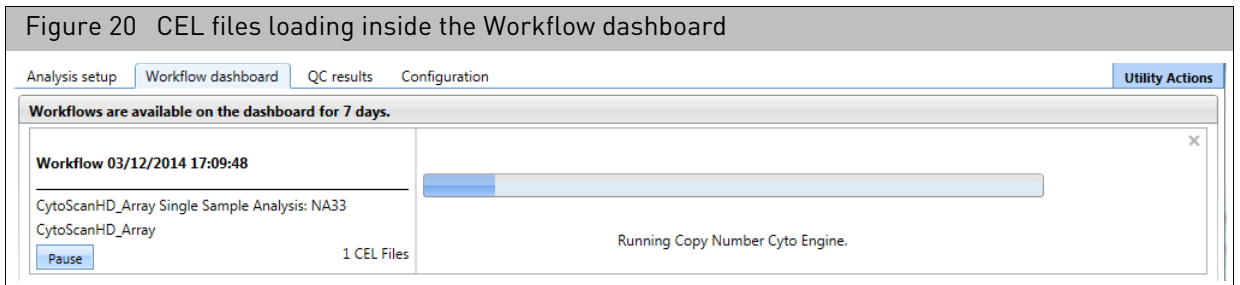 Figure 20 CEL files loading inside the Workflow dashboard
Analysis setup Workflow dashboard QC results Configuration Utility Actions
Workflows are available on the dashboard for 7 days.
Workflow 03/12/2014 17:09:48
CytoScanHD_Array Single Sample Analysis: NA33
CytoScanHD_Array
Pause 1 CEL Files
Running Copy Number Cyto Engine.